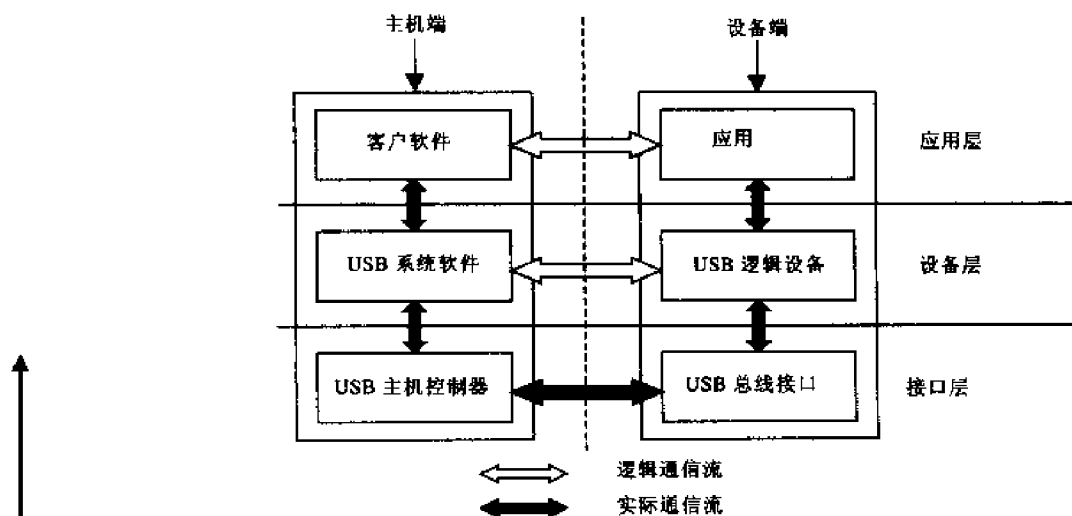 主机端
设备端
客户软件
应用
应用层
USB 系统软件
USB 逻辑设备
设备层
USB 主机控制器
USB 总线接口
接口层
逻辑通信流
实际通信流